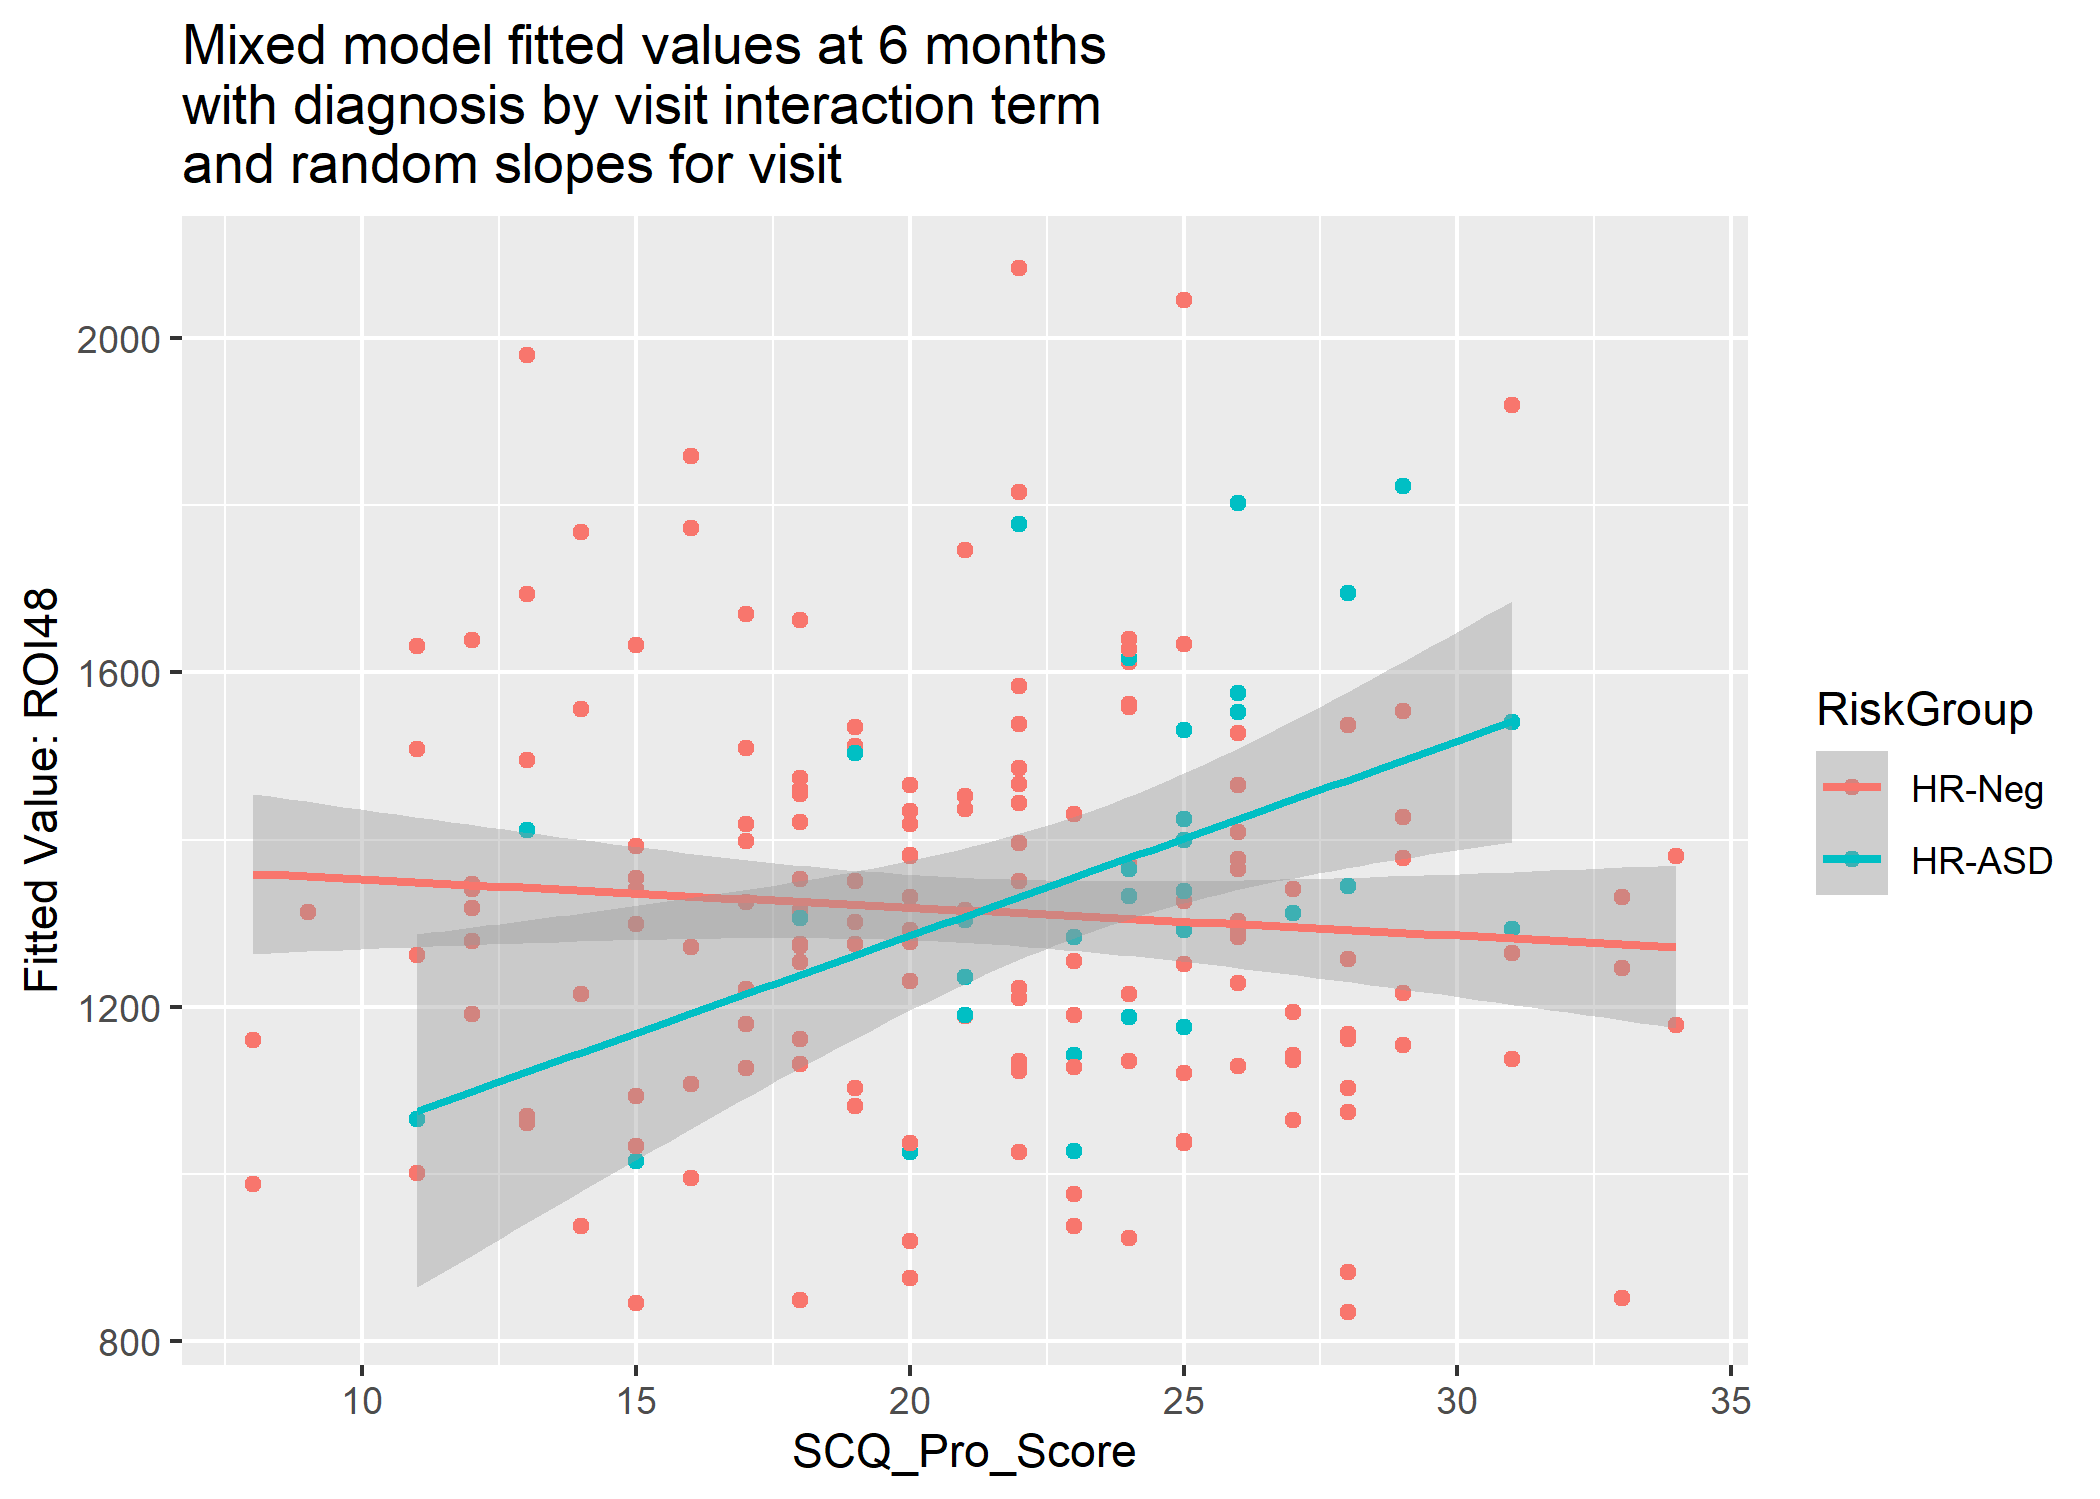 Mixed model fitted values at 6 months
with diagnosis by visit interaction term
and random slopes for visit
Fitted Value: ROI48
2000
1600
1200
800
10
15
20
25
30
35
SCQ_Pro_Score
RiskGroup
HR-Neg
HR-ASD